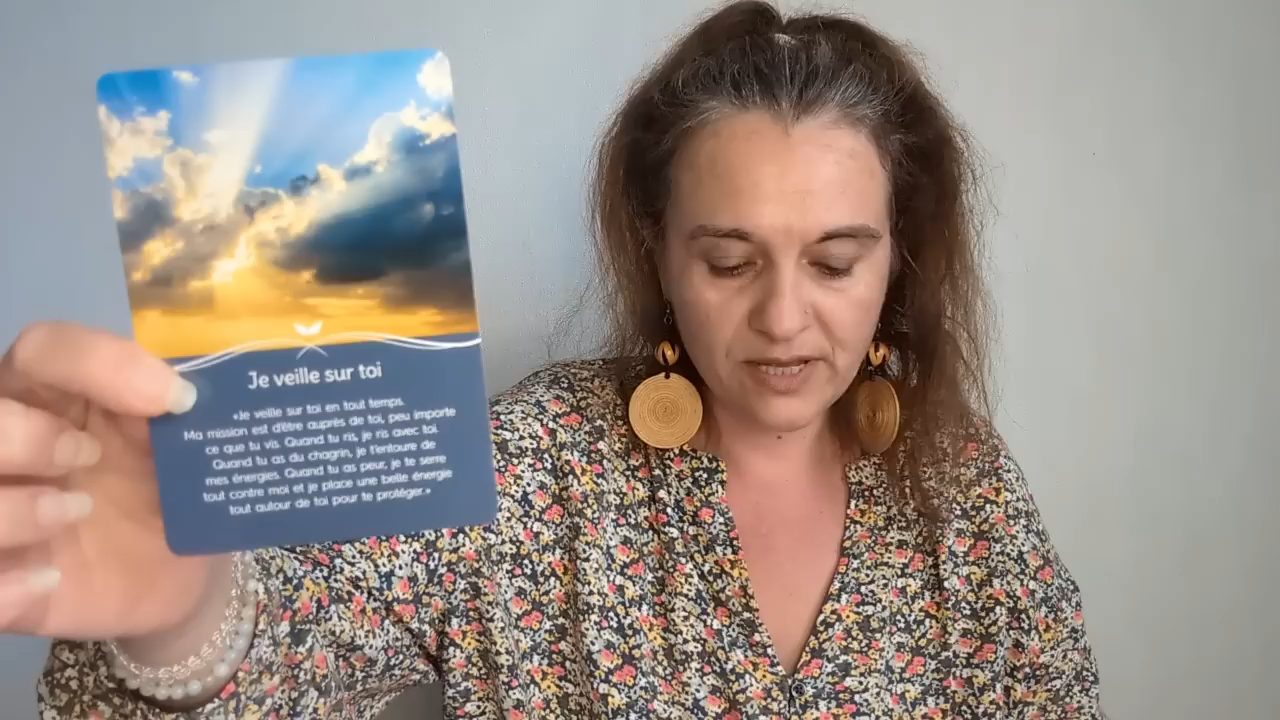 Je veille sur toi
«Je veille sur toi en tout temps.
Ma mission est d'être auprès de toi, peu importe
ce que tu vis. Quand tu ris, je ris avec toi.
Quand tu as du chagrin, je t'entoure de
mes énergies. Quand tu as peur, je te serre
tout contre moi et je place une belle énergie
tout autour de toi pour te protéger.»